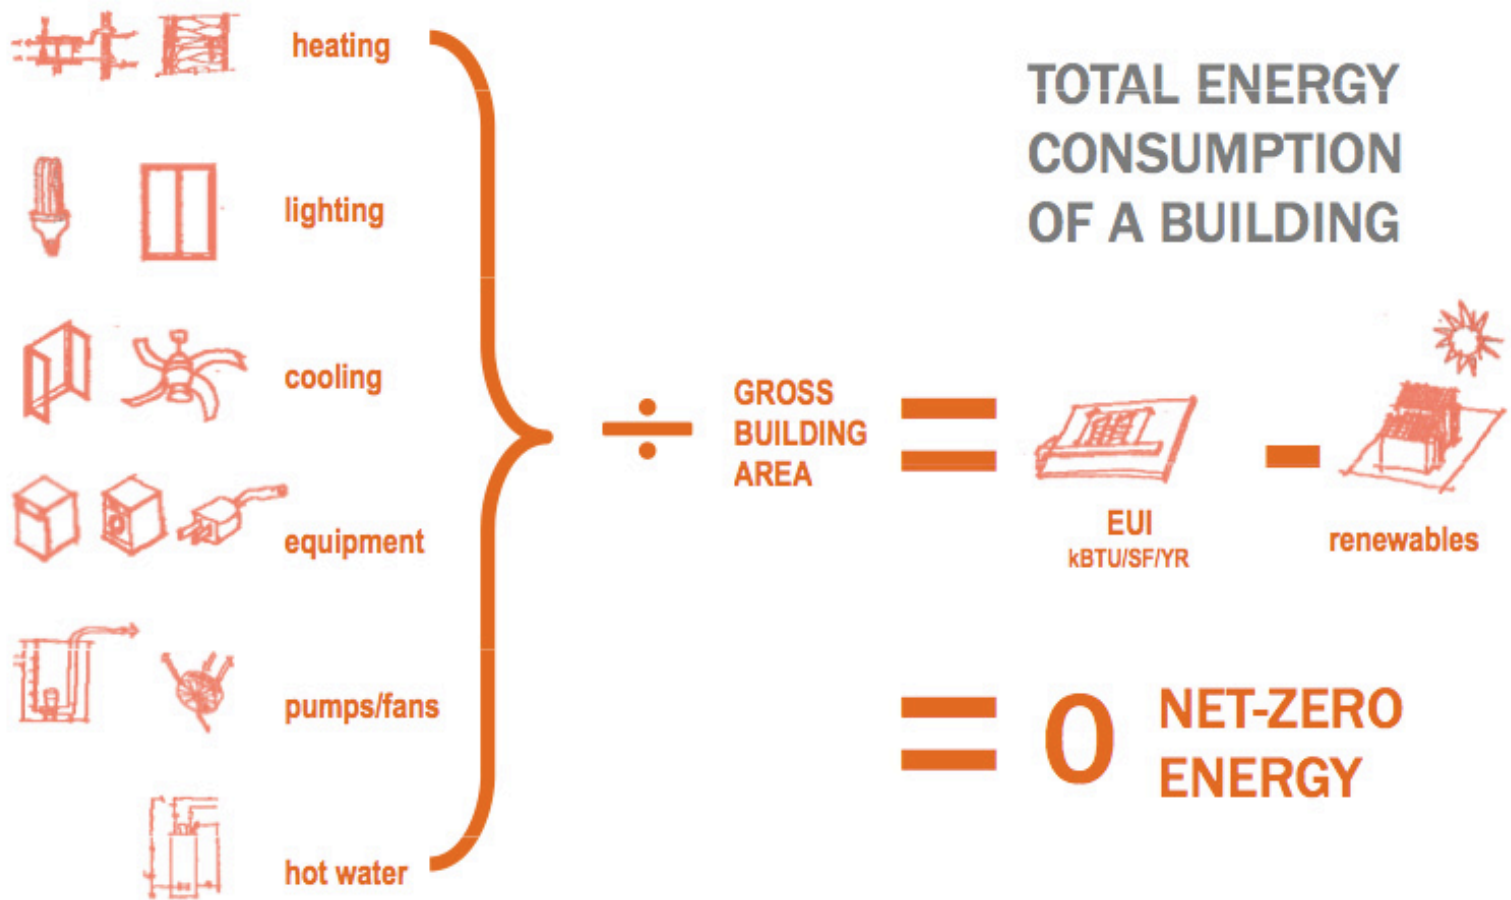 heating
lighting
cooling
equipment
pumps/fans
hot water
÷
GROSS
BUILDING
AREA
=
TOTAL ENERGY
CONSUMPTION
OF A BUILDING
EUI
kBTU/SF/YR
-
renewables
= 0
NET-ZERO
ENERGY